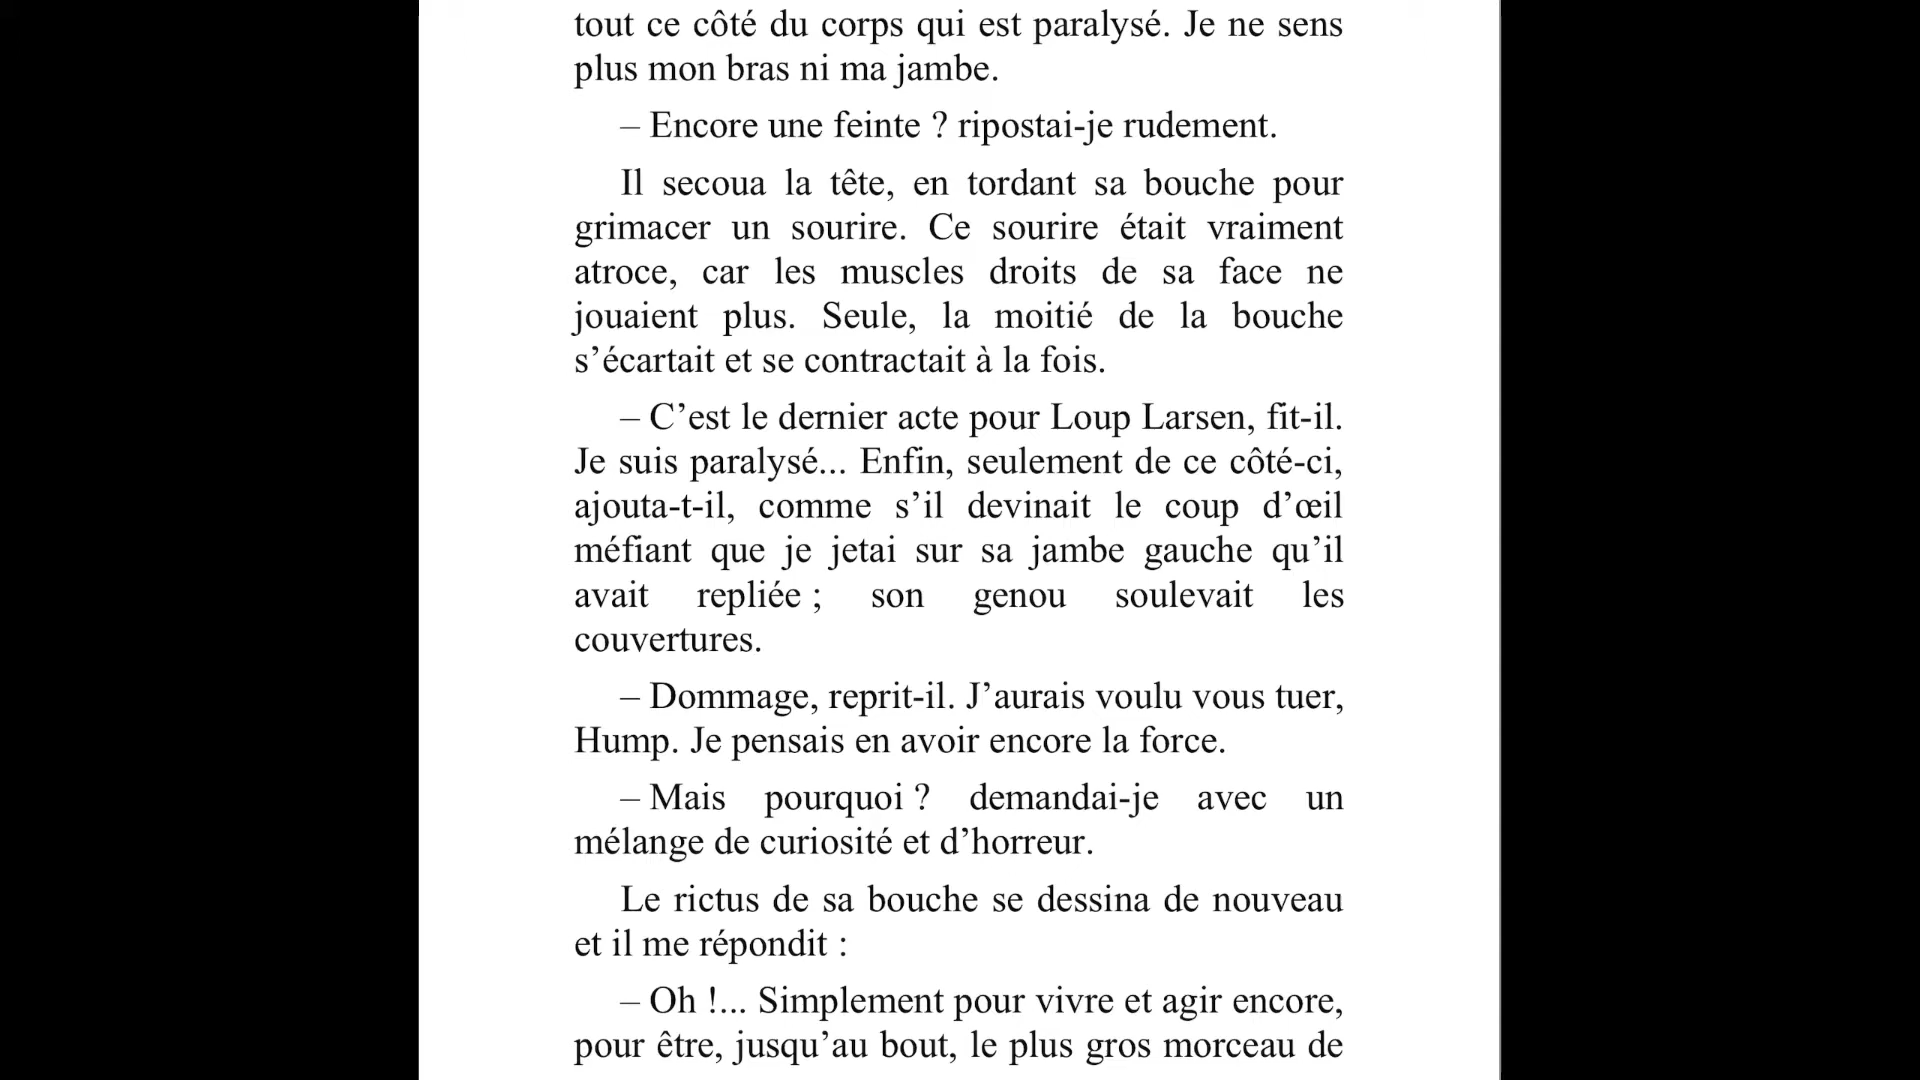 tout ce côté du corps qui est paralysé. Je ne sens
plus mon bras ni ma jambe.
– Encore une feinte ? ripostai-je rudement.
Il secoua la tête, en tordant sa bouche pour
grimacer un sourire. Ce sourire était vraiment
atroce, car les muscles droits de sa face ne
jouaient plus. Seule, la moitié de la bouche
s’écartait et se contractait à la fois.
– C’est le dernier acte pour Loup Larsen, fit-il.
Je suis paralysé... Enfin, seulement de ce côté-ci,
ajouta-t-il, comme s’il devinait le coup d’œil
méfiant que je jetai sur sa jambe gauche qu’il
avait repliée ; son genou soulevait les
couvertures.
– Dommage, reprit-il. J’aurais voulu vous tuer,
Hump. Je pensais en avoir encore la force.
– Mais pourquoi ? demandai-je avec un
mélange de curiosité et d’horreur.
Le rictus de sa bouche se dessina de nouveau
et il me répondit :
– Oh !... Simplement pour vivre et agir encore,
pour être, jusqu’au bout, le plus gros morceau de